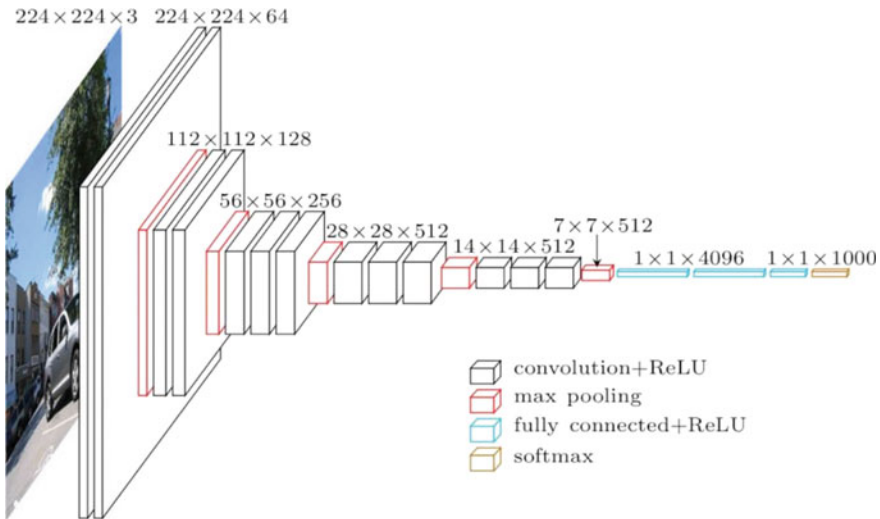 224×224×3
224×224×64
112×112×128
56×56×256
28×28×512
14×14×512
7×7×512
1×1×4096
1×1×1000
convolution+ReLU
max pooling
fully connected+ReLU
softmax